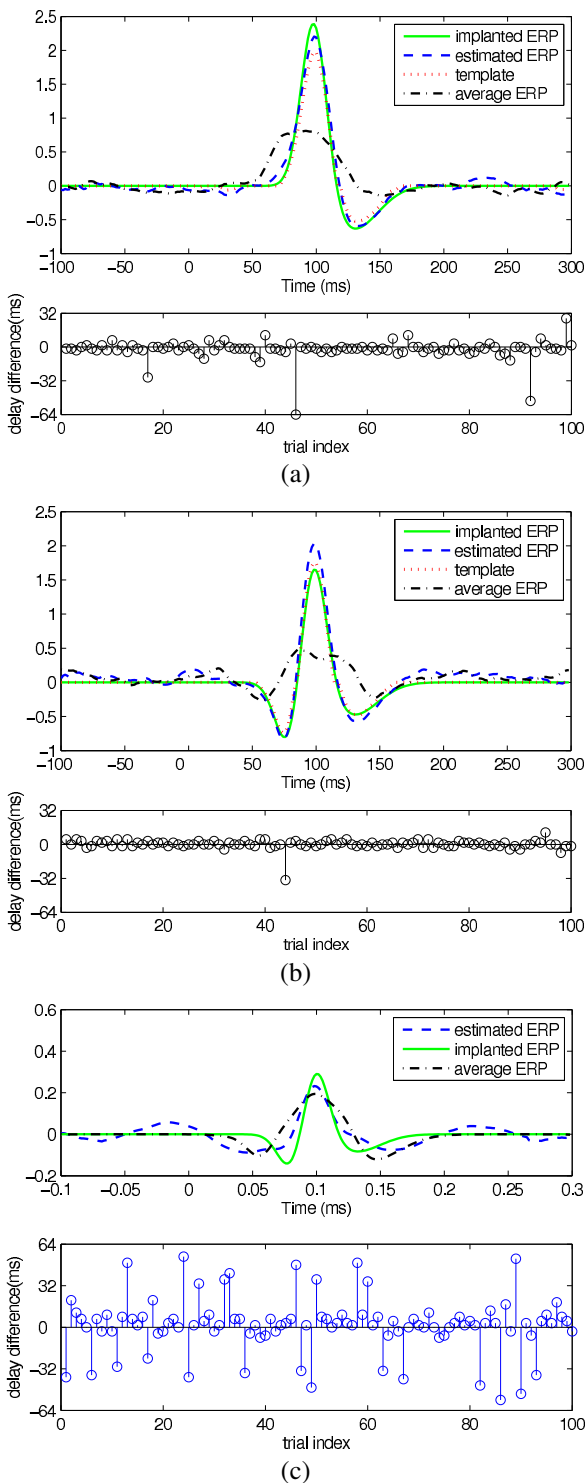 2.5
2
1.5
1
0.5
0
−0.5
−1
implanted ERP
estimated ERP
template
average ERP
−100 −50 0 50 100 150 200 250 300
Time (ms)
delay difference(ms)
32
0
−32
−64
0 20 40 60 80 100
trial index
(a)
2.5
2
1.5
1
0.5
0
−0.5
−1
implanted ERP
estimated ERP
template
average ERP
−100 −50 0 50 100 150 200 250 300
Time (ms)
delay difference(ms)
32
0
−32
−64
0 20 40 60 80 100
trial index
(b)
0.6
0.4
0.2
0
−0.2
estimated ERP
implanted ERP
average ERP
−0.1 −0.05 0 0.05 0.1 0.15 0.2 0.25 0.3
Time (ms)
delay difference(ms)
64
32
0
−32
−64
0 20 40 60 80 100
trial index
(c)